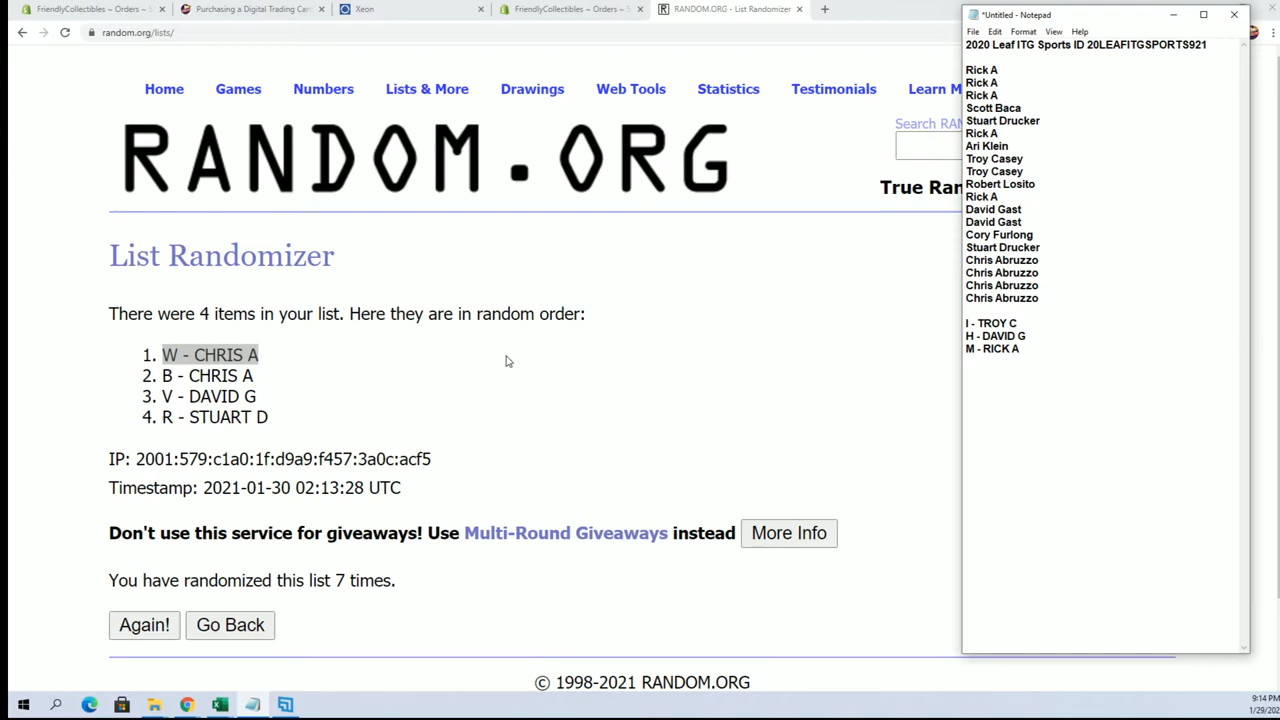 FriendlyCollectibles ~ Orders ~ S
Purchasing a Digital Trading Car
Xeon
FriendlyCollectibles ~ Orders ~ S
RANDOM.ORG - List Randomizer
random.org/lists/
Home
Games
Numbers
Lists & More
Drawings
Web Tools
Statistics
Testimonials
Learn M
RANDOM.ORG
Search RAN
True Ran
List Randomizer
There were 4 items in your list. Here they are in random order:
1. W - CHRIS A
2. B - CHRIS A
3. V - DAVID G
4. R - STUART D
IP: 2001:579:c1a0:1f:d9a9:f457:3a0c:acf5
Timestamp: 2021-01-30 02:13:28 UTC
Don't use this service for giveaways! Use Multi-Round Giveaways instead More Info
You have randomized this list 7 times.
Again! Go Back
© 1998-2021 RANDOM.ORG
*Untitled - Notepad
File Edit Format View Help
2020 Leaf ITG Sports ID 20LEAFITGSPORTS921
Rick A
Rick A
Rick A
Scott Baca
Stuart Drucker
Rick A
Ari Klein
Troy Casey
Troy Casey
Robert Losito
Rick A
David Gast
David Gast
Cory Furlong
Stuart Drucker
Chris Abruzzo
Chris Abruzzo
Chris Abruzzo
Chris Abruzzo
I - TROY C
H - DAVID G
M - RICK A
9:14 PM
1/29/202